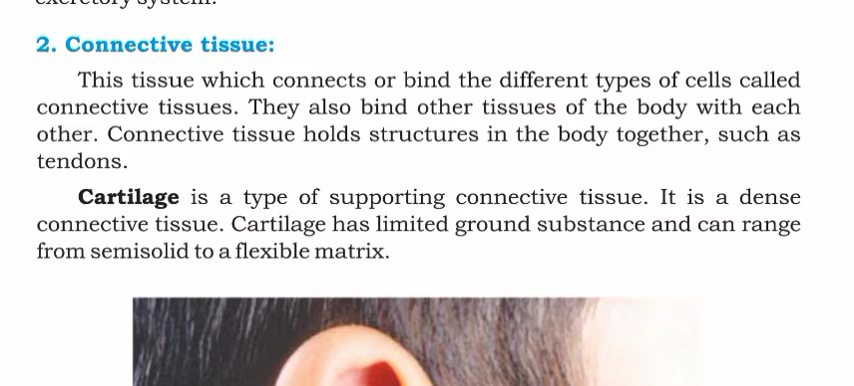 excretory system.
2. Connective tissue:
This tissue which connects or bind the different types of cells called
connective tissues. They also bind other tissues of the body with each
other. Connective tissue holds structures in the body together, such as
tendons.
Cartilage is a type of supporting connective tissue. It is a dense
connective tissue. Cartilage has limited ground substance and can range
from semisolid to a flexible matrix.